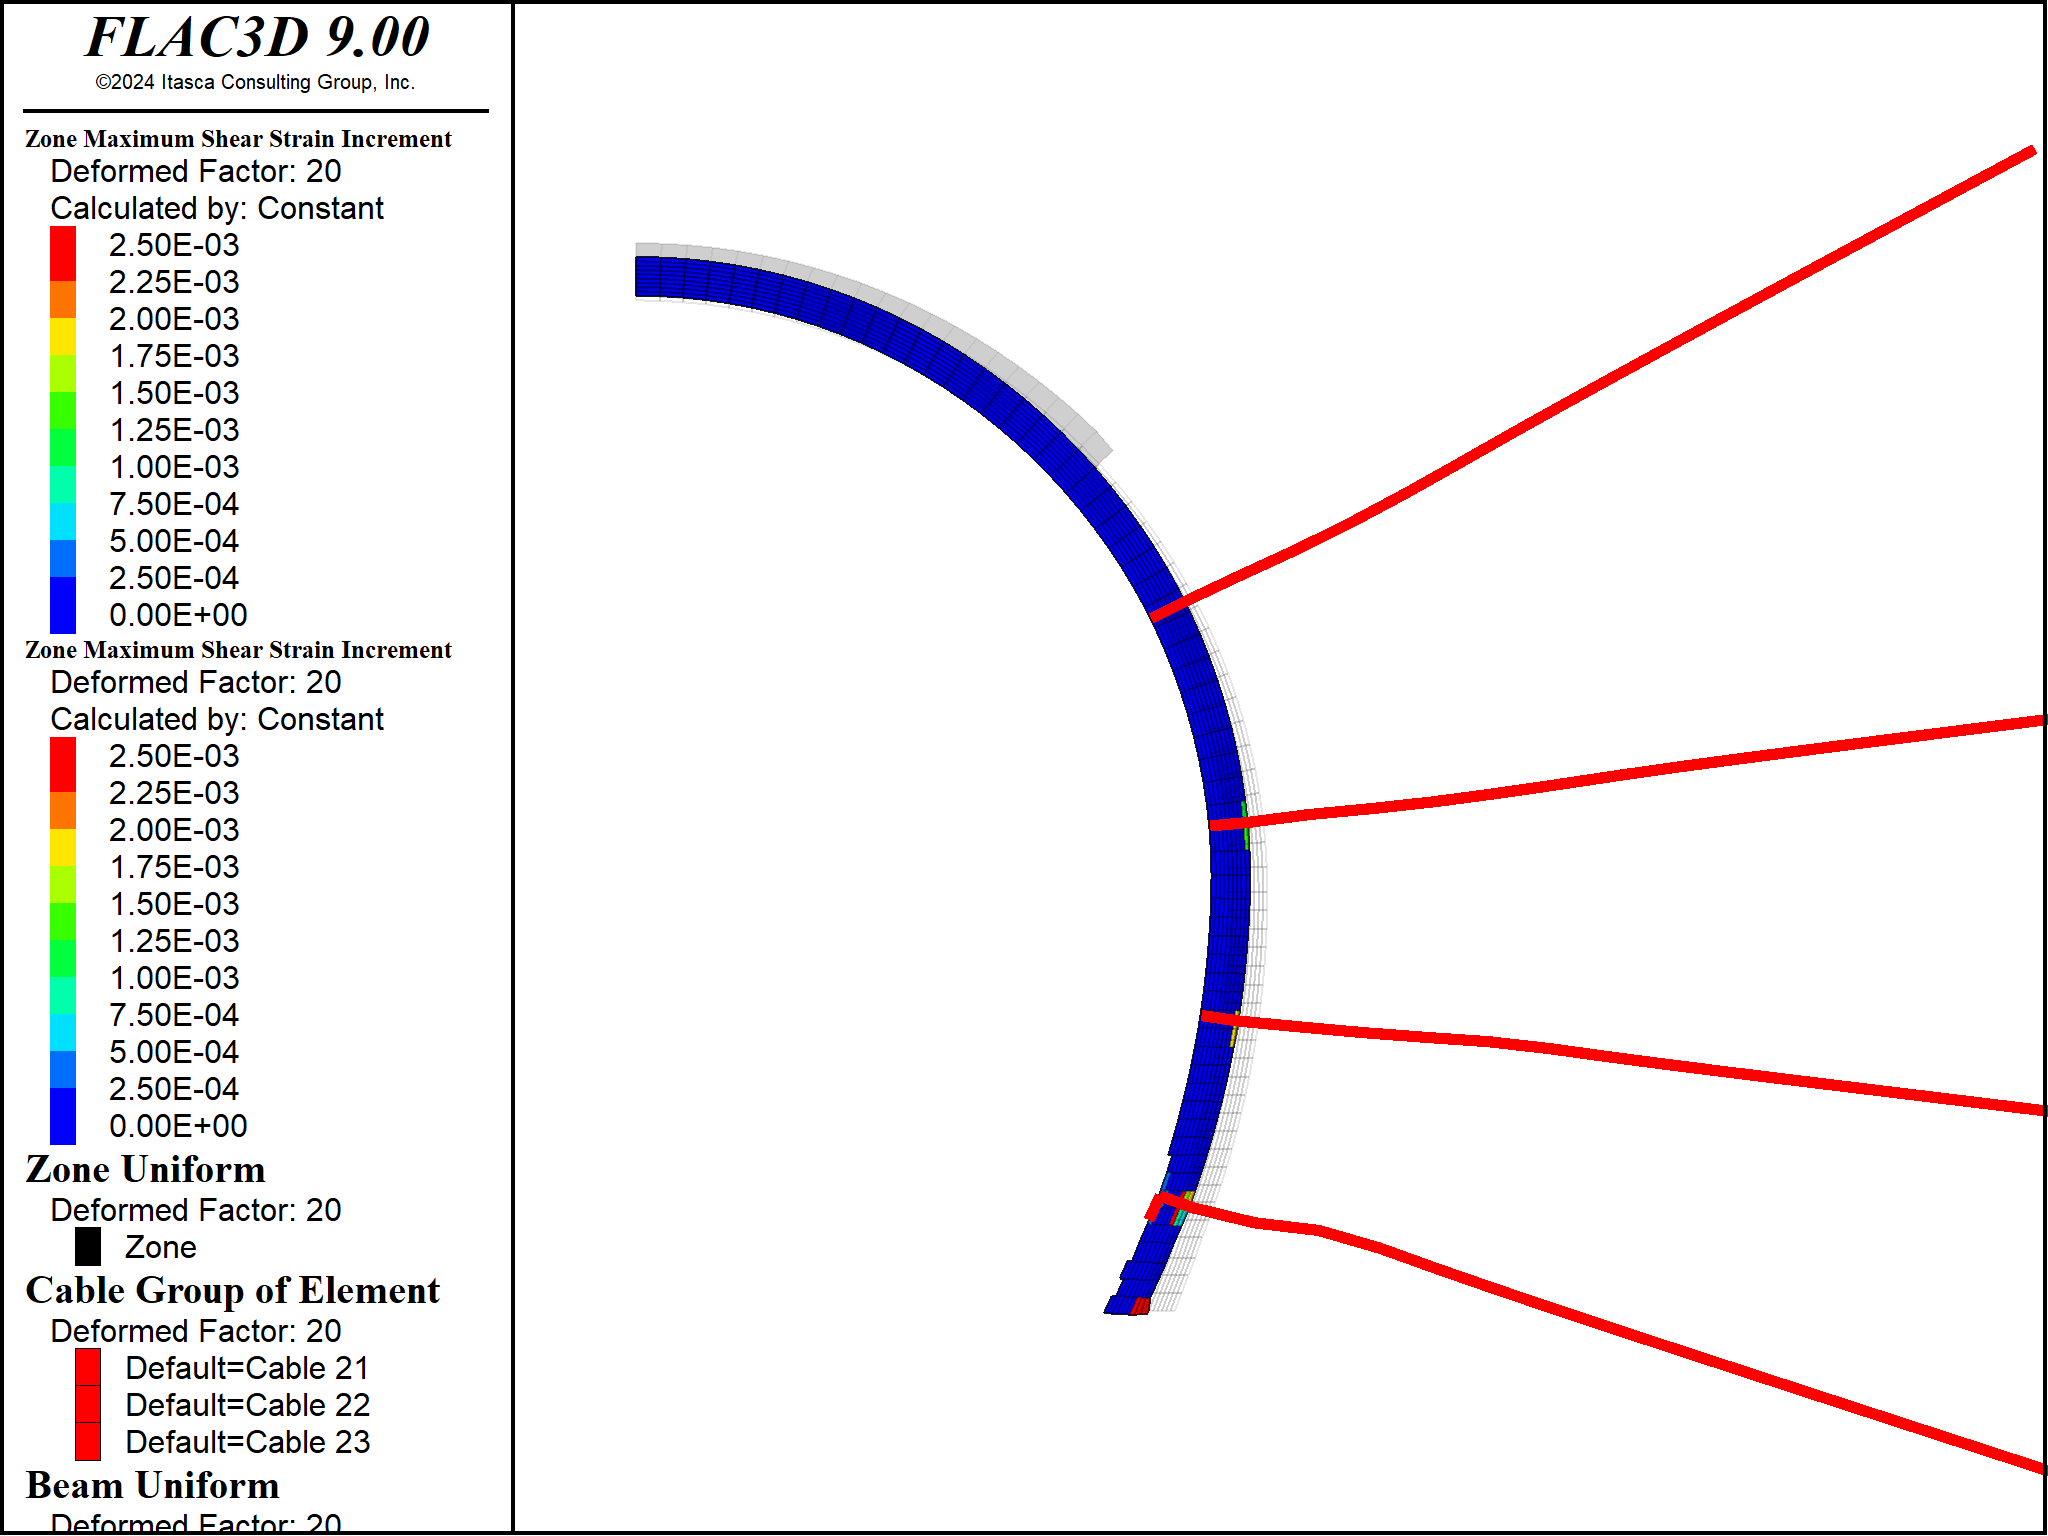 FLAC3D 9.00
©2024 Itasca Consulting Group, Inc.
Zone Maximum Shear Strain Increment
Deformed Factor: 20
Calculated by: Constant
2.50E-03
2.25E-03
2.00E-03
1.75E-03
1.50E-03
1.25E-03
1.00E-03
7.50E-04
5.00E-04
2.50E-04
0.00E+00
Zone Maximum Shear Strain Increment
Deformed Factor: 20
Calculated by: Constant
2.50E-03
2.25E-03
2.00E-03
1.75E-03
1.50E-03
1.25E-03
1.00E-03
7.50E-04
5.00E-04
2.50E-04
0.00E+00
Zone Uniform
Deformed Factor: 20
Zone
Cable Group of Element
Deformed Factor: 20
Default=Cable 21
Default=Cable 22
Default=Cable 23
Beam Uniform
Deformed Factor: 20